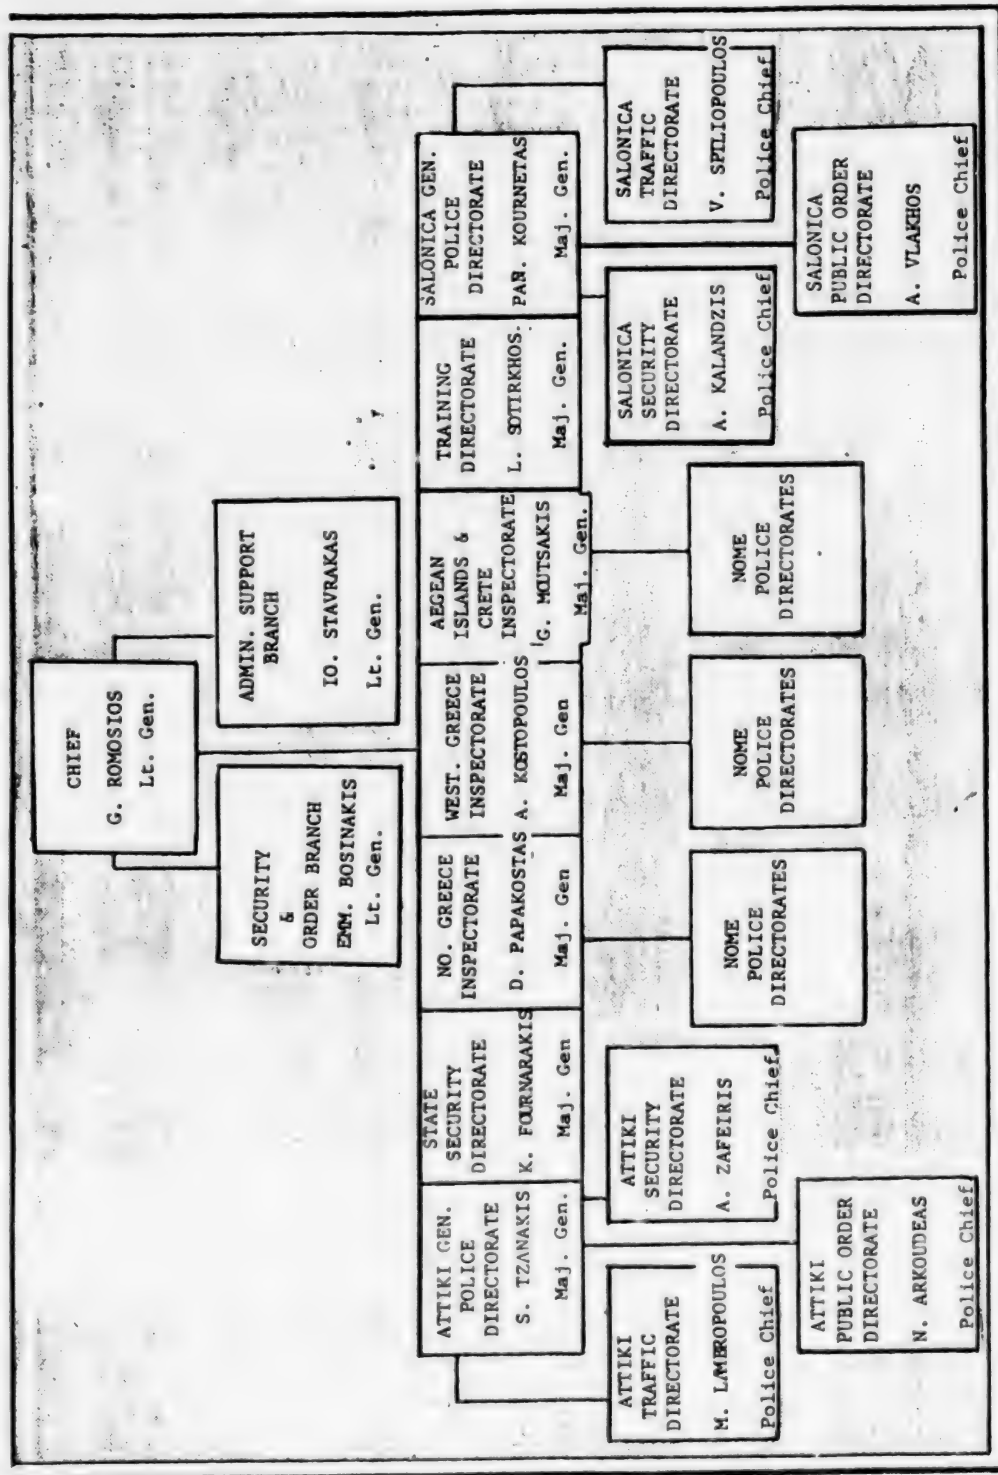 CHIEF
G. ROMOSIOS
Lt. Gen.
SECURITY
&
ORDER BRANCH
EMM. BOSINAKIS
Lt. Gen.
ADMIN. SUPPORT
BRANCH
IO. STAVRAKAS
Lt. Gen.
ATTIKI GEN.
POLICE
DIRECTORATE
S. TZANAKIS
Maj. Gen.
STATE
SECURITY
DIRECTORATE
K. FOURNARAKIS
Maj. Gen
NO. GREECE
INSPECTORATE
D. PAPAKOSTAS
Maj. Gen
WEST. GREECE
INSPECTORATE
A. KOSTOPOULOS
Maj. Gen
AEGEAN
ISLANDS &
CRETE
INSPECTORATE
G. MOUTSAKIS
Maj. Gen.
TRAINING
DIRECTORATE
L. SOTIRKHOS.
Maj. Gen.
SALONICA GEN.
POLICE
DIRECTORATE
PAN. KOURNETAS
Maj. Gen.
ATTIKI
TRAFFIC
DIRECTORATE
M. LAMBROPOULOS
Police Chief
ATTIKI
SECURITY
DIRECTORATE
A. ZAFEIRIS
Police Chief
NOME
POLICE
DIRECTORATES
NOME
POLICE
DIRECTORATES
NOME
POLICE
DIRECTORATES
SALONICA
SECURITY
DIRECTORATE
A. KALANDZIS
Police Chief
SALONICA
TRAFFIC
DIRECTORATE
V. SPILIOPOULOS
Police Chief
ATTIKI
PUBLIC ORDER
DIRECTORATE
N. ARKOUDEAS
Police Chief
SALONICA
PUBLIC ORDER
DIRECTORATE
A. VLAKHOS
Police Chief